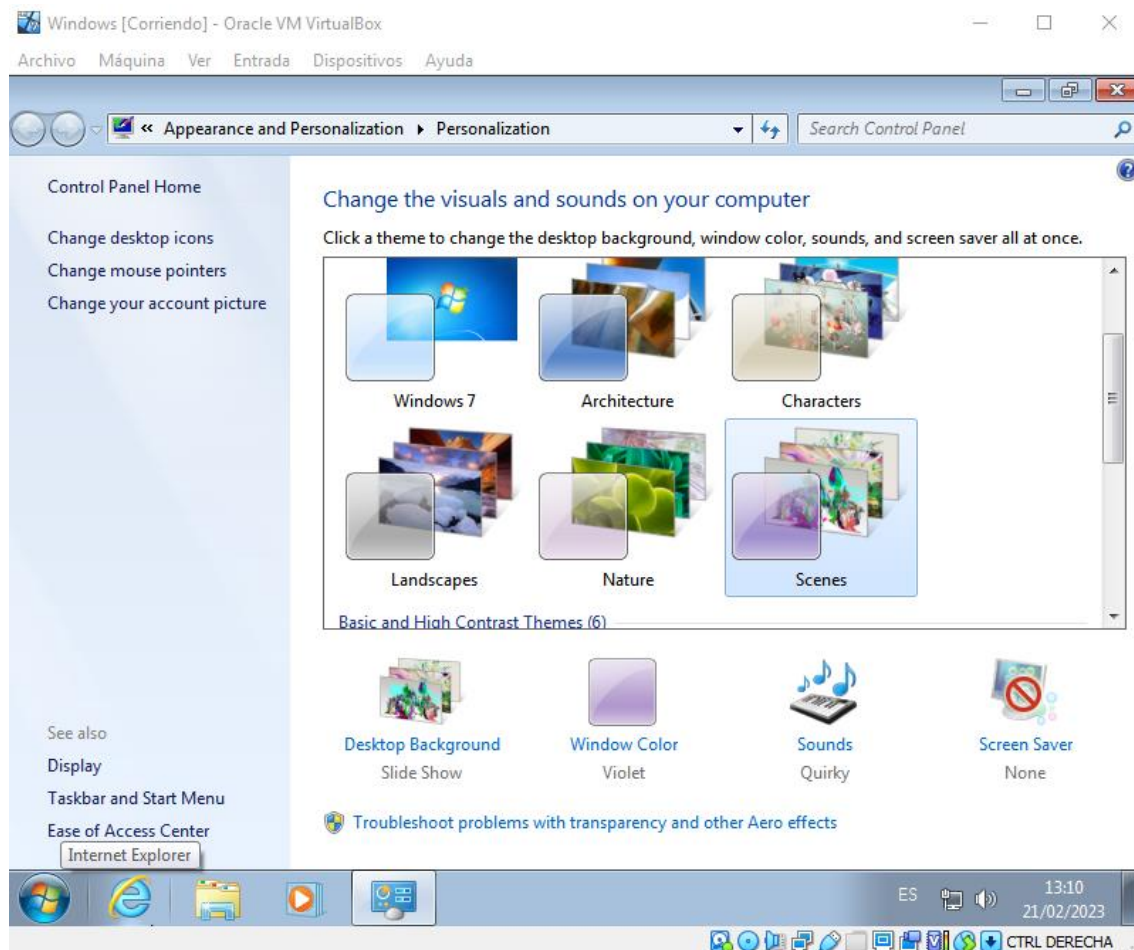 Windows [Corriendo] - Oracle VM VirtualBox
Archivo Máquina Ver Entrada Dispositivos Ayuda
« Appearance and Personalization Personalization
Search Control Panel
Control Panel Home
Change desktop icons
Change mouse pointers
Change your account picture
Change the visuals and sounds on your computer
Click a theme to change the desktop background, window color, sounds, and screen saver all at once.
Windows 7 Architecture Characters
Landscapes Nature Scenes
Basic and High Contrast Themes (6)
Desktop Background Window Color Sounds Screen Saver
Slide Show Violet Quirky None
Troubleshoot problems with transparency and other Aero effects
See also
Display
Taskbar and Start Menu
Ease of Access Center
Internet Explorer
ES
13:10
21/02/2023
CTRL DERECHA